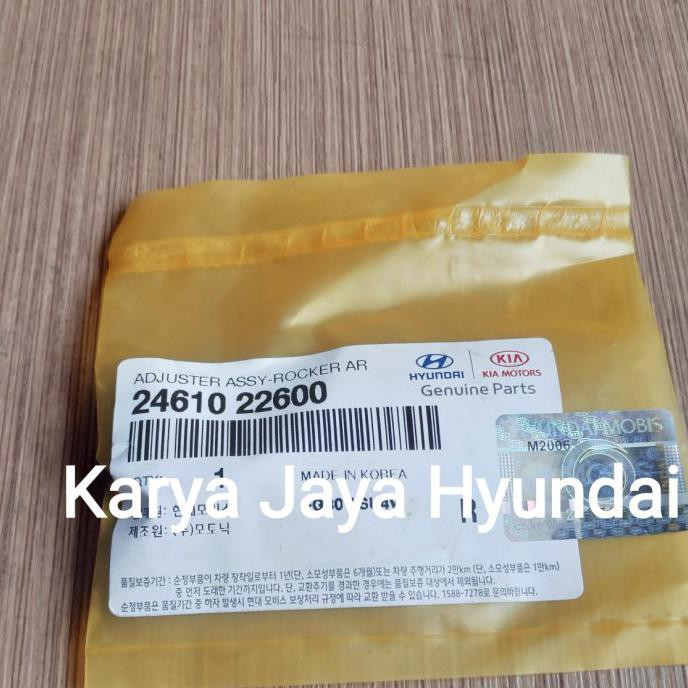 ADJUSTER ASSY-ROCKER AR
24610 22600
HYUNDAI
KIA
KIA MOTORS
Genuine Parts
MOBIS
M2006
1
MADE IN KOREA
R
Karya Jaya Hyundai
제조원: (주)모토닉
품질보증기간 : 순정부품이 차량 장착일로부터 1년(단, 소모성부품은 6개월)또는 차량 주행거리가 2만km (단, 소모성부품은 1만km)
중 먼저 도래한 기간까지입니다. 단, 교환주기를 경과한 경우에는 품질보증 대상에서 제외됩니다.
순정부품은 품질기간 중 하자 발생시 현대 모비스 보상처리 규정에 따라 교환 받을 수 있습니다. 1588-7278로 문의바랍니다.